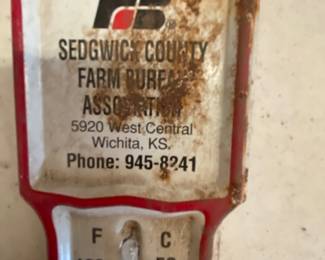 ®
SEDGWICK COUNTY
FARM BUREAU
ASSOCIATION
5920 West Central
Wichita, KS.
Phone: 945-8241
F C